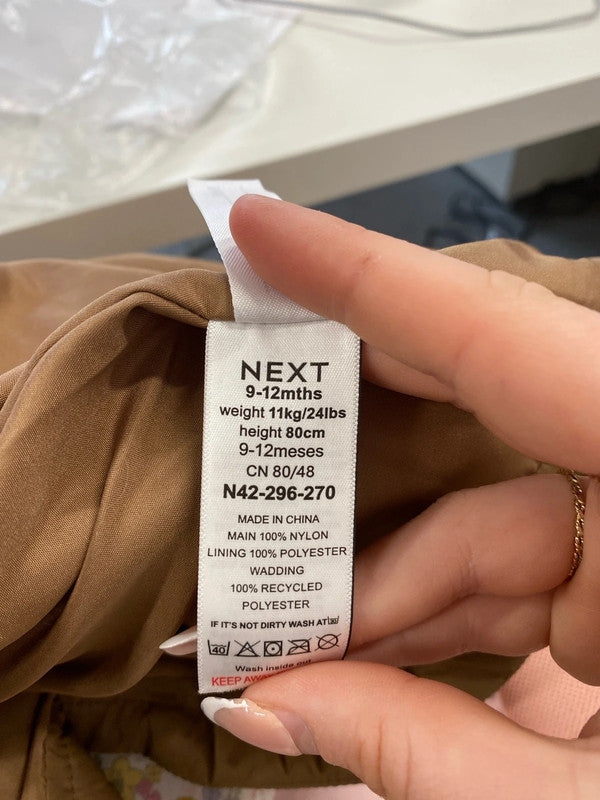 NEXT
9-12mths
weight 11kg/24lbs
height 80cm
9-12meses
CN 80/48
N42-296-270
MADE IN CHINA
MAIN 100% NYLON
LINING 100% POLYESTER
WADDING
100% RECYCLED
POLYESTER
IF IT'S NOT DIRTY WASH AT 30
40
Wash inside out
KEEP AWAY